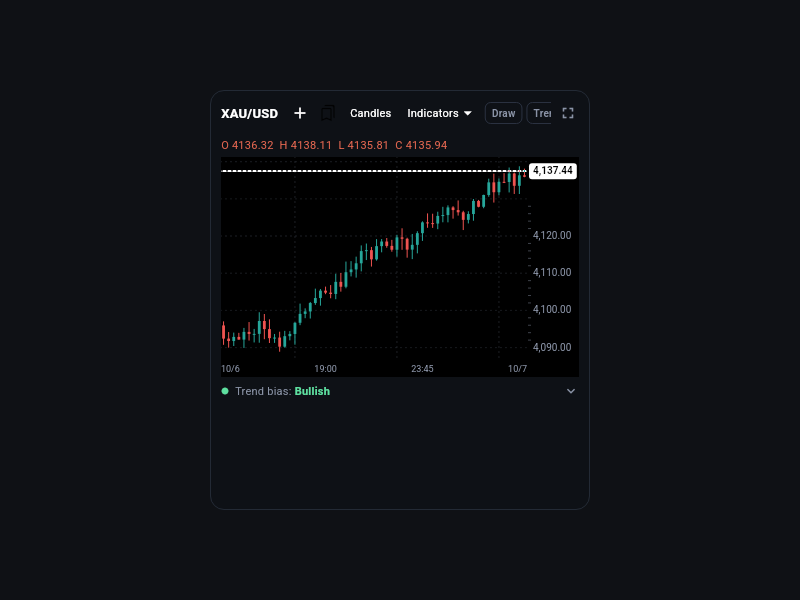 XAU/USD + Candles Indicators Draw Tre
O 4136.32 H 4138.11 L 4135.81 C 4135.94
4,137.44
4,120.00
4,110.00
4,100.00
4,090.00
10/6 19:00 23:45 10/7
Trend bias: Bullish